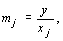 m_j = y / x_j ,